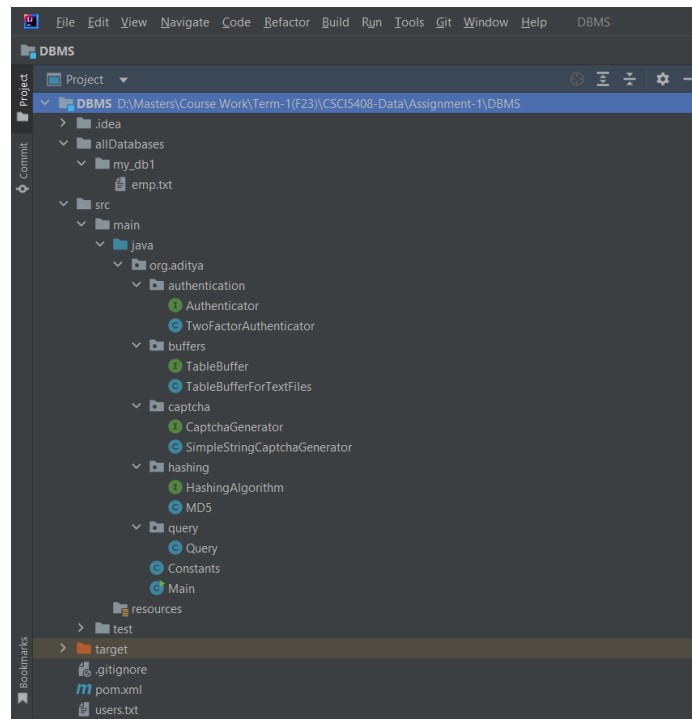 File Edit View Navigate Code Refactor Build Run Tools Git Window Help DBMS
DBMS
Project
Project
DBMS D:\Masters\Course Work\Term-1(F23)\CSCI5408-Data\Assignment-1\DBMS
.idea
allDatabases
my_db1
emp.txt
src
main
java
org.aditya
authentication
Authenticator
TwoFactorAuthenticator
buffers
TableBuffer
TableBufferForTextFiles
captcha
CaptchaGenerator
SimpleStringCaptchaGenerator
hashing
HashingAlgorithm
MD5
query
Query
Constants
Main
resources
test
target
.gitignore
pom.xml
users.txt
Commit
Bookmarks